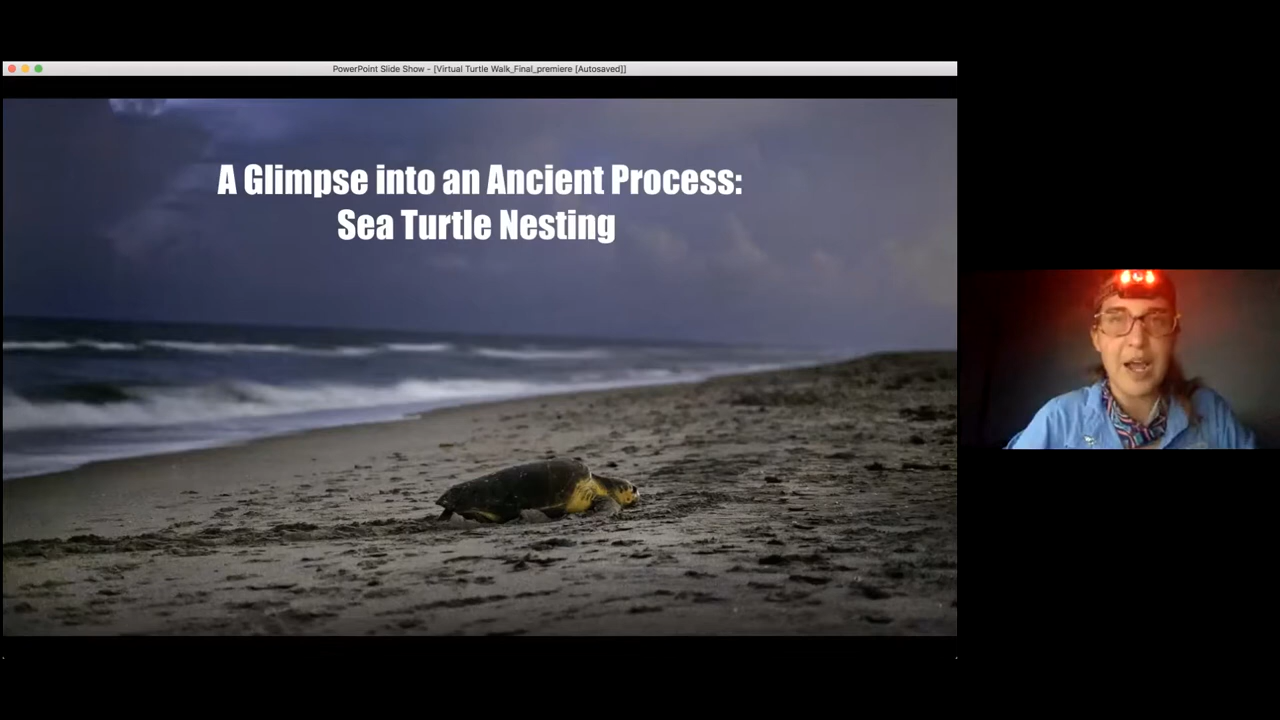 PowerPoint Slide Show - [Virtual Turtle Walk_Final_premiere [Autosaved]]
A Glimpse into an Ancient Process:
Sea Turtle Nesting